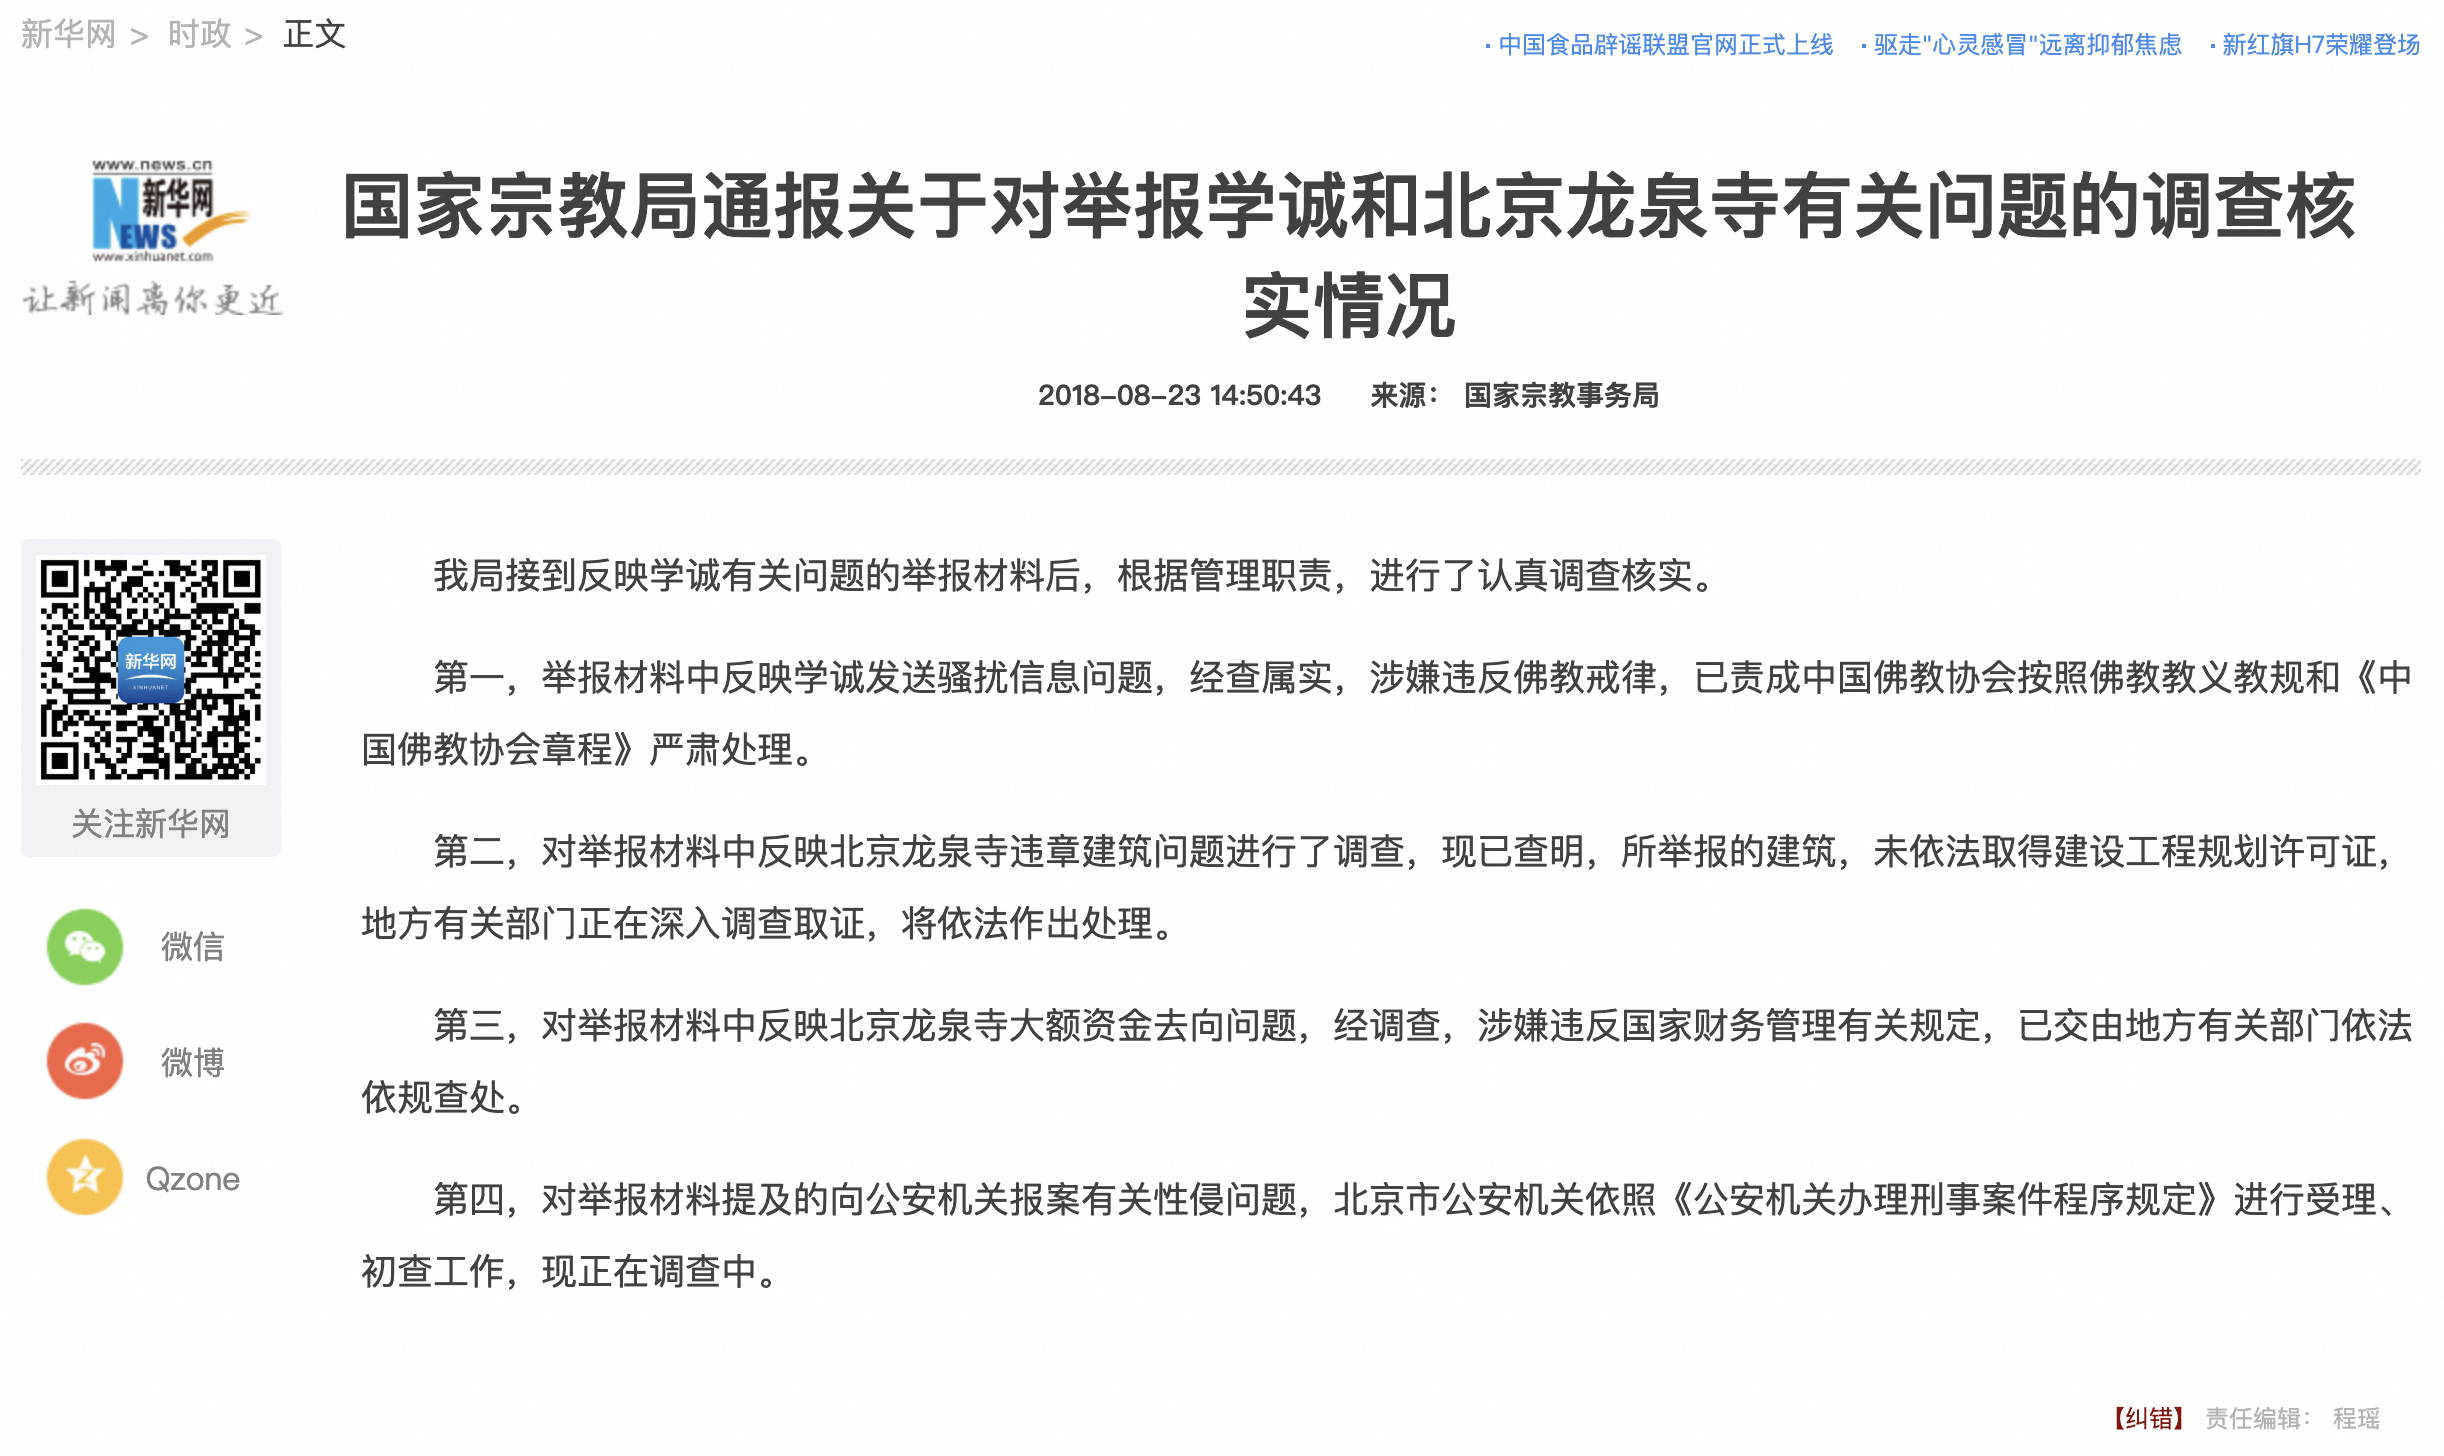 新华网 > 时政 > 正文
· 中国食品辟谣联盟官网正式上线 · 驱走"心灵感冒"远离抑郁焦虑 · 新红旗H7荣耀登场
www.news.cn
新华网
NEWS
www.xinhuanet.com
让新闻离你更近
国家宗教局通报关于对举报学诚和北京龙泉寺有关问题的调查核
实情况
2018-08-23 14:50:43 来源： 国家宗教事务局
新华网
XINHUANET
关注新华网
微信
微博
Qzone
我局接到反映学诚有关问题的举报材料后，根据管理职责，进行了认真调查核实。
第一，举报材料中反映学诚发送骚扰信息问题，经查属实，涉嫌违反佛教戒律，已责成中国佛教协会按照佛教教义教规和《中
国佛教协会章程》严肃处理。
第二，对举报材料中反映北京龙泉寺违章建筑问题进行了调查，现已查明，所举报的建筑，未依法取得建设工程规划许可证，
地方有关部门正在深入调查取证，将依法作出处理。
第三，对举报材料中反映北京龙泉寺大额资金去向问题，经调查，涉嫌违反国家财务管理有关规定，已交由地方有关部门依法
依规查处。
第四，对举报材料提及的向公安机关报案有关性侵问题，北京市公安机关依照《公安机关办理刑事案件程序规定》进行受理、
初查工作，现正在调查中。
【纠错】 责任编辑： 程瑶